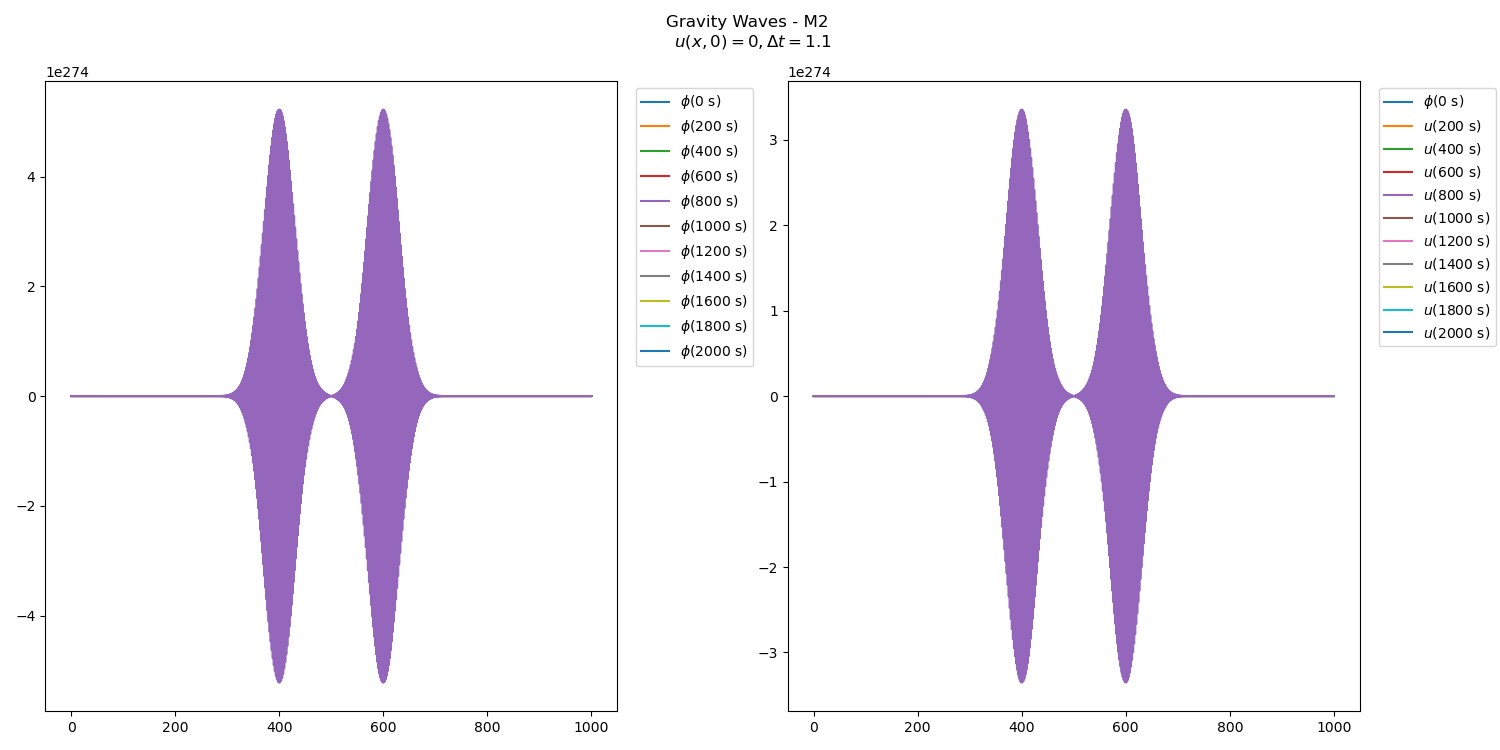 Gravity Waves - M2
u(x, 0) = 0, Δt = 1.1
1e274
4
2
0
−2
−4
0 200 400 600 800 1000
ϕ(0 s)
ϕ(200 s)
ϕ(400 s)
ϕ(600 s)
ϕ(800 s)
ϕ(1000 s)
ϕ(1200 s)
ϕ(1400 s)
ϕ(1600 s)
ϕ(1800 s)
ϕ(2000 s)
1e274
3
2
1
0
−1
−2
−3
0 200 400 600 800 1000
ϕ(0 s)
u(200 s)
u(400 s)
u(600 s)
u(800 s)
u(1000 s)
u(1200 s)
u(1400 s)
u(1600 s)
u(1800 s)
u(2000 s)